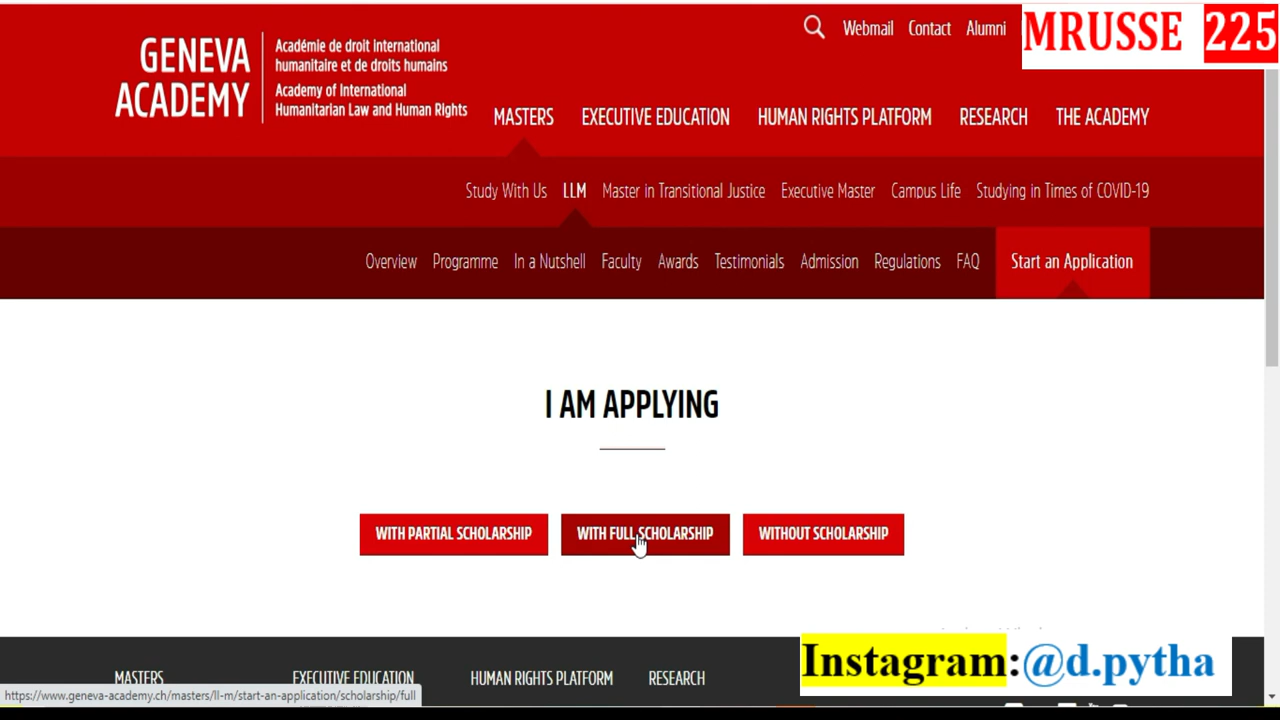 Webmail Contact Alumni
MRUSSE 225
GENEVA
ACADEMY
Académie de droit international
humanitaire et de droits humains
Academy of International
Humanitarian Law and Human Rights
MASTERS EXECUTIVE EDUCATION HUMAN RIGHTS PLATFORM RESEARCH THE ACADEMY
Study With Us LLM Master in Transitional Justice Executive Master Campus Life Studying in Times of COVID-19
Overview Programme In a Nutshell Faculty Awards Testimonials Admission Regulations FAQ Start an Application
I AM APPLYING
WITH PARTIAL SCHOLARSHIP WITH FULL SCHOLARSHIP WITHOUT SCHOLARSHIP
MASTERS EXECUTIVE EDUCATION HUMAN RIGHTS PLATFORM RESEARCH
Instagram:@d.pytha
https://www.geneva-academy.ch/masters/ll-m/start-an-application/scholarship/full